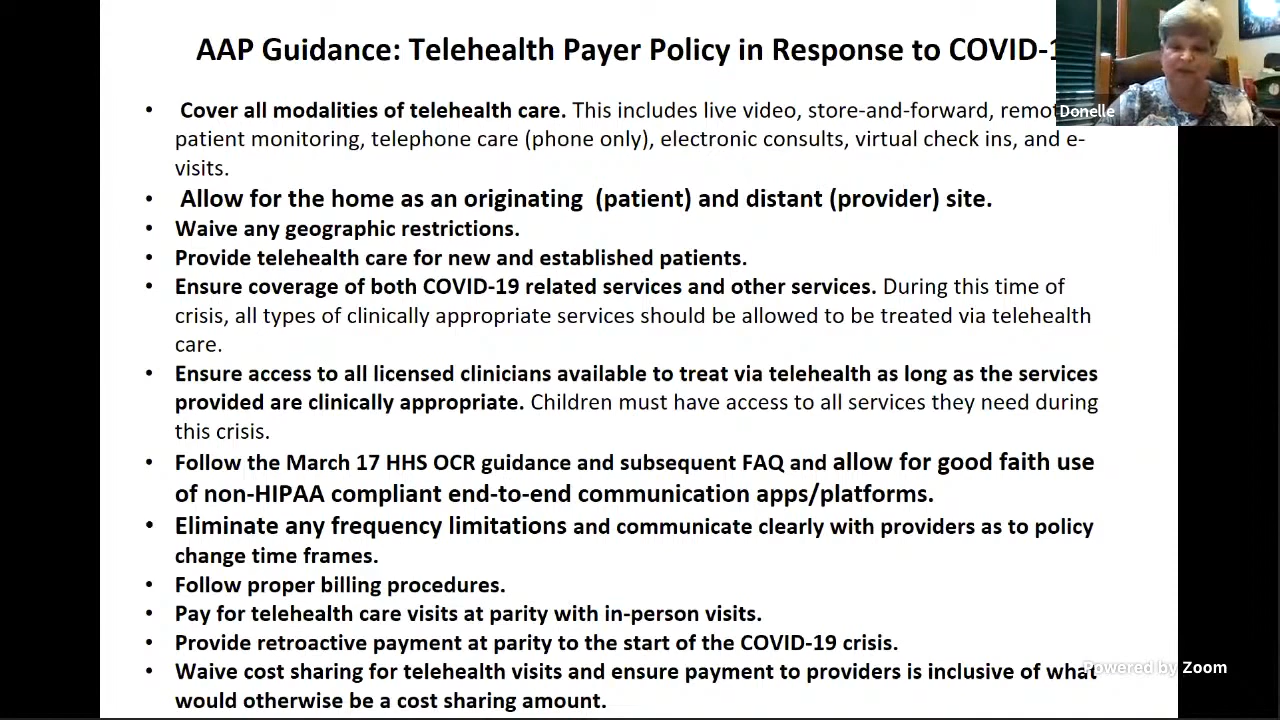 AAP Guidance: Telehealth Payer Policy in Response to COVID-1
Donelle
• Cover all modalities of telehealth care. This includes live video, store-and-forward, remot
patient monitoring, telephone care (phone only), electronic consults, virtual check ins, and e-
visits.
• Allow for the home as an originating (patient) and distant (provider) site.
• Waive any geographic restrictions.
• Provide telehealth care for new and established patients.
• Ensure coverage of both COVID-19 related services and other services. During this time of
crisis, all types of clinically appropriate services should be allowed to be treated via telehealth
care.
• Ensure access to all licensed clinicians available to treat via telehealth as long as the services
provided are clinically appropriate. Children must have access to all services they need during
this crisis.
• Follow the March 17 HHS OCR guidance and subsequent FAQ and allow for good faith use
of non-HIPAA compliant end-to-end communication apps/platforms.
• Eliminate any frequency limitations and communicate clearly with providers as to policy
change time frames.
• Follow proper billing procedures.
• Pay for telehealth care visits at parity with in-person visits.
• Provide retroactive payment at parity to the start of the COVID-19 crisis.
• Waive cost sharing for telehealth visits and ensure payment to providers is inclusive of what
would otherwise be a cost sharing amount.
Powered by Zoom